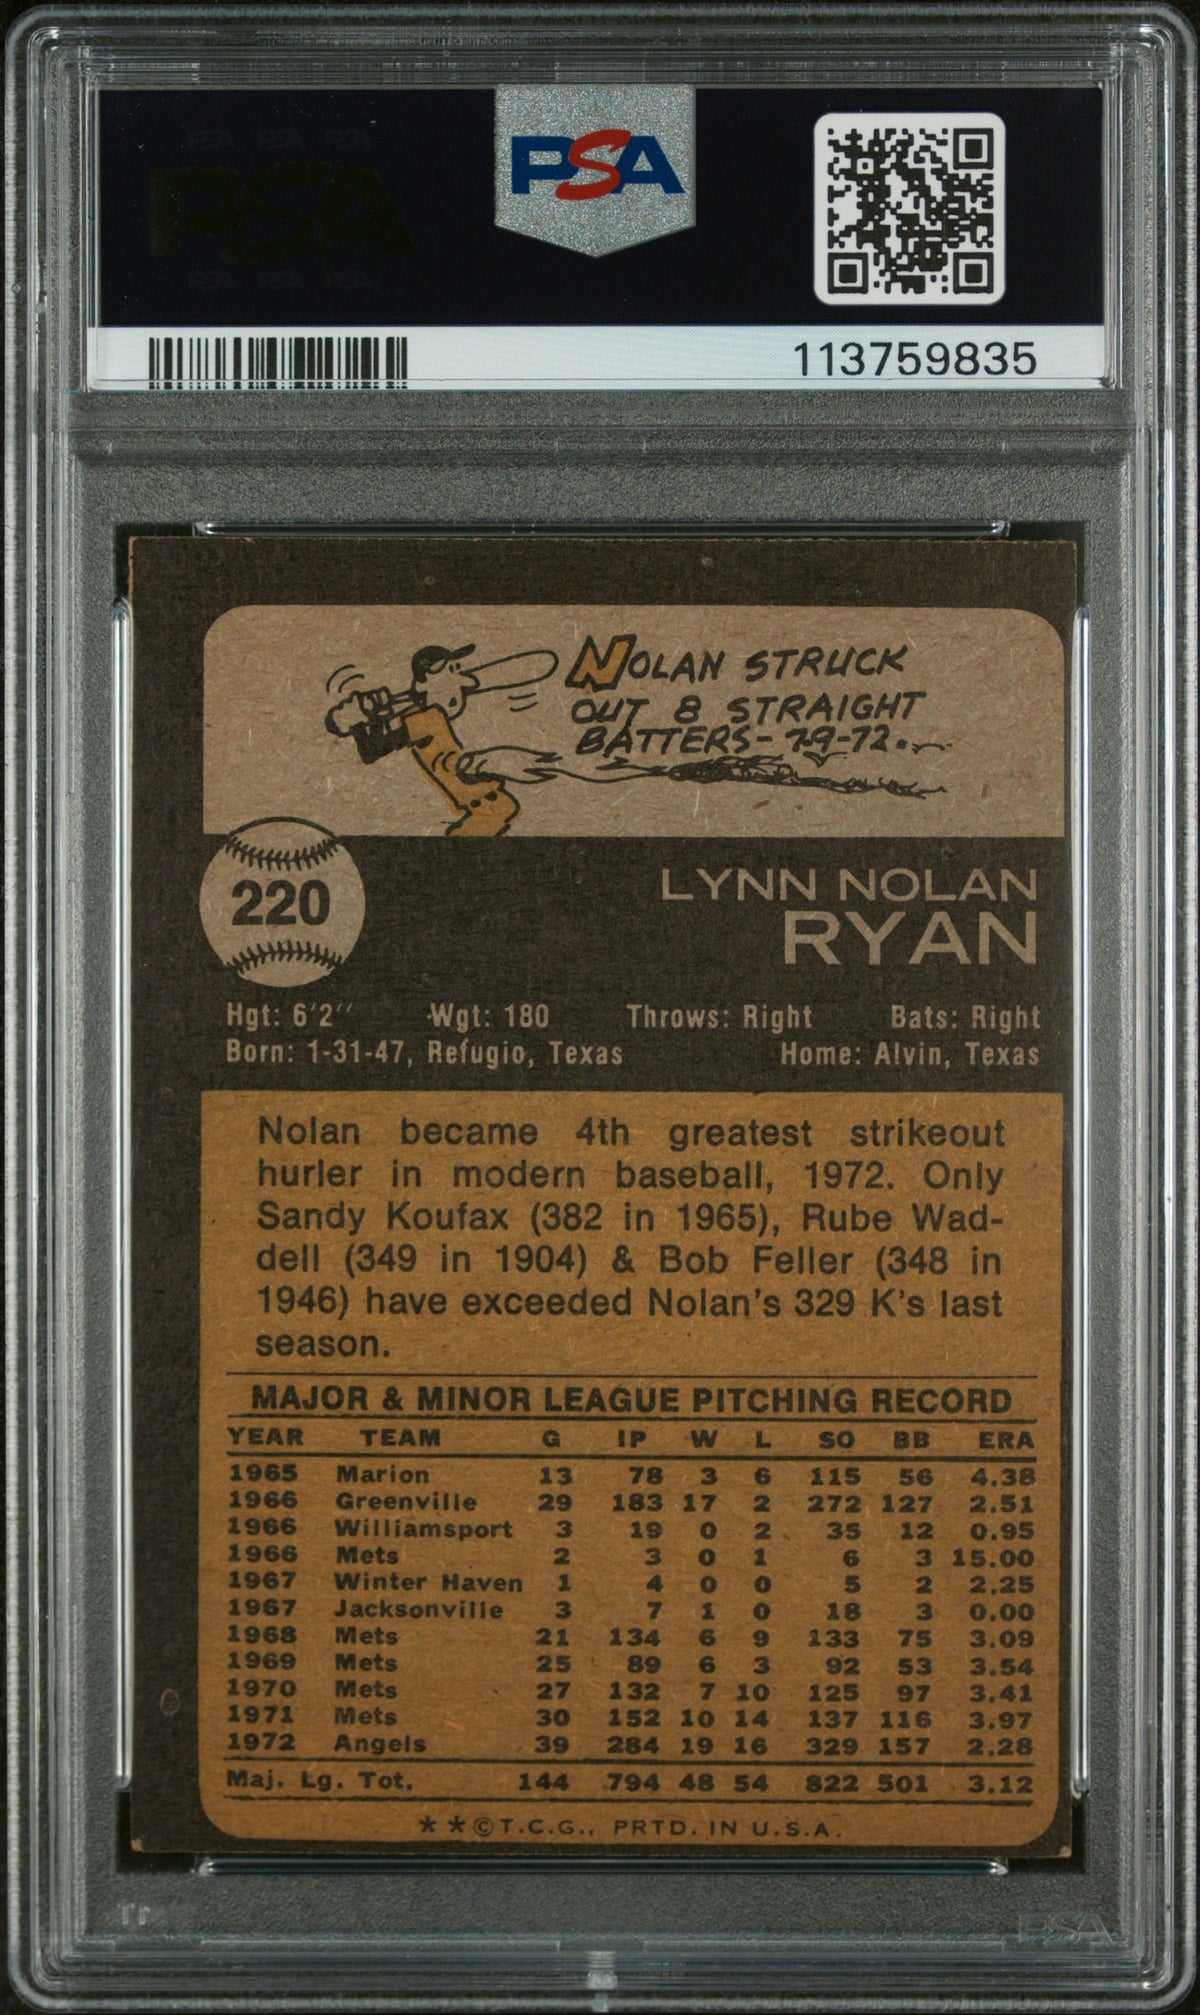 PSA PSA PSA
PSA
PSA PSA PSA
PSA
113759835
NOLAN STRUCK
OUT 8 STRAIGHT
BATTERS-7-9-72.
220
LYNN NOLAN
RYAN
Hgt: 6'2'' Wgt: 180 Throws: Right Bats: Right
Born: 1-31-47, Refugio, Texas Home: Alvin, Texas
Nolan became 4th greatest strikeout
hurler in modern baseball, 1972. Only
Sandy Koufax (382 in 1965), Rube Wad-
dell (349 in 1904) & Bob Feller (348 in
1946) have exceeded Nolan's 329 K's last
season.
MAJOR & MINOR LEAGUE PITCHING RECORD
YEAR TEAM G IP W L SO BB ERA
1965 Marion 13 78 3 6 115 56 4.38
1966 Greenville 29 183 17 2 272 127 2.51
1966 Williamsport 3 19 0 2 35 12 0.95
1966 Mets 2 3 0 1 6 3 15.00
1967 Winter Haven 1 4 0 0 5 2 2.25
1967 Jacksonville 3 7 1 0 18 3 0.00
1968 Mets 21 134 6 9 133 75 3.09
1969 Mets 25 89 6 3 92 53 3.54
1970 Mets 27 132 7 10 125 97 3.41
1971 Mets 30 152 10 14 137 116 3.97
1972 Angels 39 284 19 16 329 157 2.28
Maj. Lg. Tot. 144 794 48 54 822 501 3.12
**©T.C.G., PRTD. IN U.S.A.
PSA